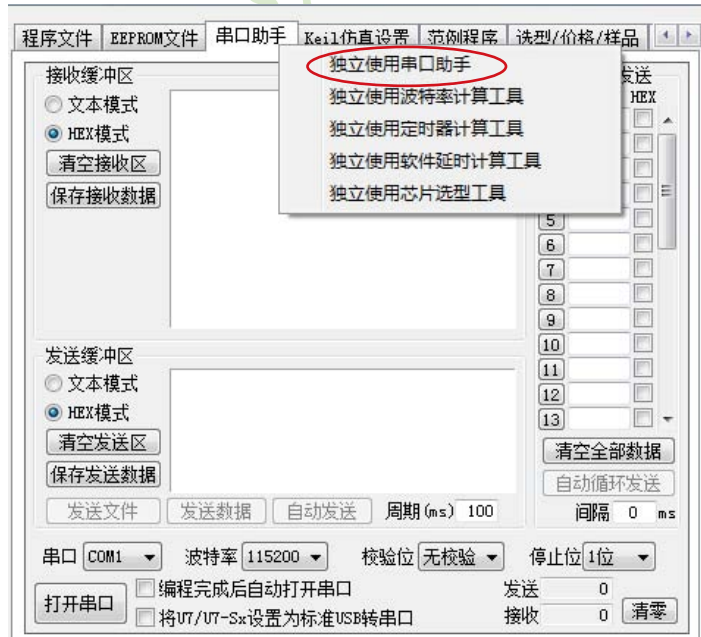 程序文件 EEPROM文件 串口助手 Keil仿真设置 范例程序 选型/价格/样品
独立使用串口助手
独立使用波特率计算工具
独立使用定时器计算工具
独立使用软件延时计算工具
独立使用芯片选型工具
接收缓冲区
文本模式
HEX模式
清空接收区
保存接收数据
发送
HEX
5
6
7
8
9
10
11
12
13
发送缓冲区
文本模式
HEX模式
清空发送区
保存发送数据
清空全部数据
自动循环发送
发送文件 发送数据 自动发送 周期(ms) 100 间隔 0 ms
串口 COM1 波特率 115200 校验位 无校验 停止位 1位
打开串口
编程完成后自动打开串口
将U7/U7-Sx设置为标准USB转串口
发送 0
接收 0
清零